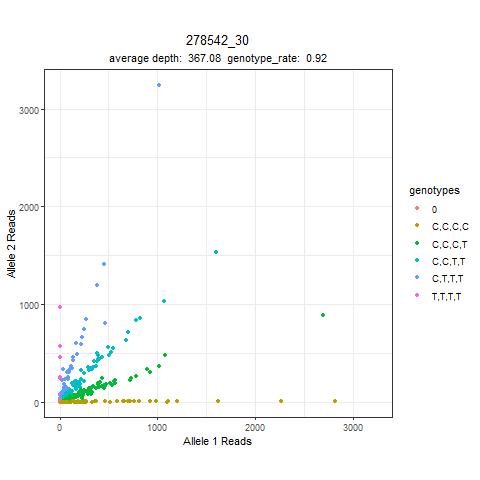 278542_30
average depth: 367.08 genotype_rate: 0.92
3000
2000
1000
0
Allele 2 Reads
0 1000 2000 3000
Allele 1 Reads
genotypes
0
C,C,C,C
C,C,C,T
C,C,T,T
C,T,T,T
T,T,T,T